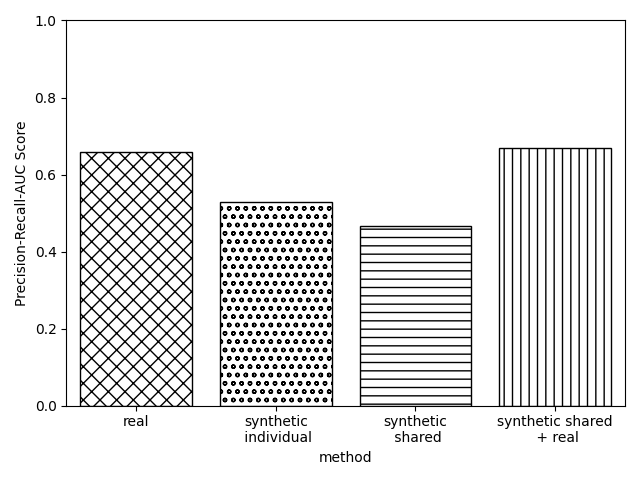 1.0
0.8
0.6
0.4
0.2
0.0
Precision-Recall-AUC Score
real
synthetic
individual
synthetic
shared
synthetic shared
+ real
method